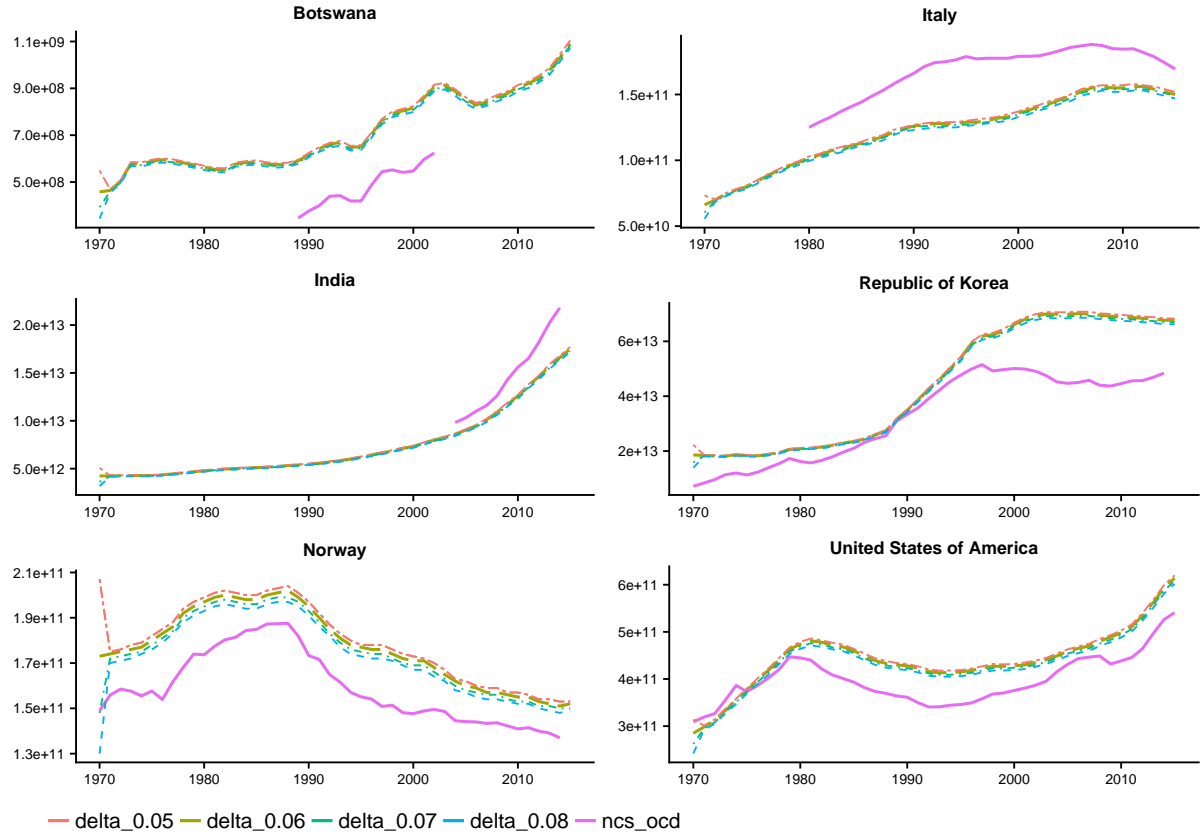 Botswana
1.1e+09
9.0e+08
7.0e+08
5.0e+08
1970 1980 1990 2000 2010
Italy
1.5e+11
1.0e+11
5.0e+10
1970 1980 1990 2000 2010
India
2.0e+13
1.5e+13
1.0e+13
5.0e+12
1970 1980 1990 2000 2010
Republic of Korea
6e+13
4e+13
2e+13
1970 1980 1990 2000 2010
Norway
2.1e+11
1.9e+11
1.7e+11
1.5e+11
1.3e+11
1970 1980 1990 2000 2010
United States of America
6e+11
5e+11
4e+11
3e+11
1970 1980 1990 2000 2010
delta_0.05 delta_0.06 delta_0.07 delta_0.08 ncs_ocd